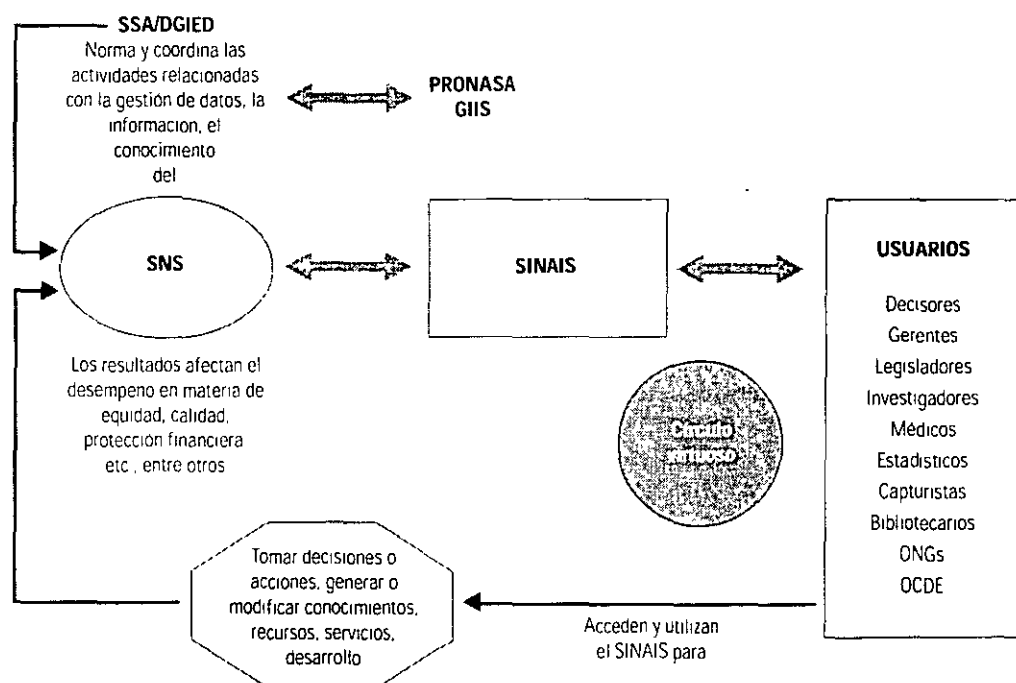 SSA/DGIED
Norma y coordina las
actividades relacionadas
con la gestión de datos, la
informacion, el
conocimiento
del
PRONASA
GIIS
SNS
SINAIS
USUARIOS
Decisores
Gerentes
Legisladores
Investigadores
Médicos
Estadísticos
Capturistas
Bibliotecarios
ONGs
OCDE
Los resultados afectan el
desempeno en materia de
equidad, calidad,
protección financiera
etc , entre otros
Círculo
virtuoso
Tomar decisiones o
acciones, generar o
modificar conocimientos,
recursos, servicios,
desarrollo
Acceden y utilizan
el SINAIS para